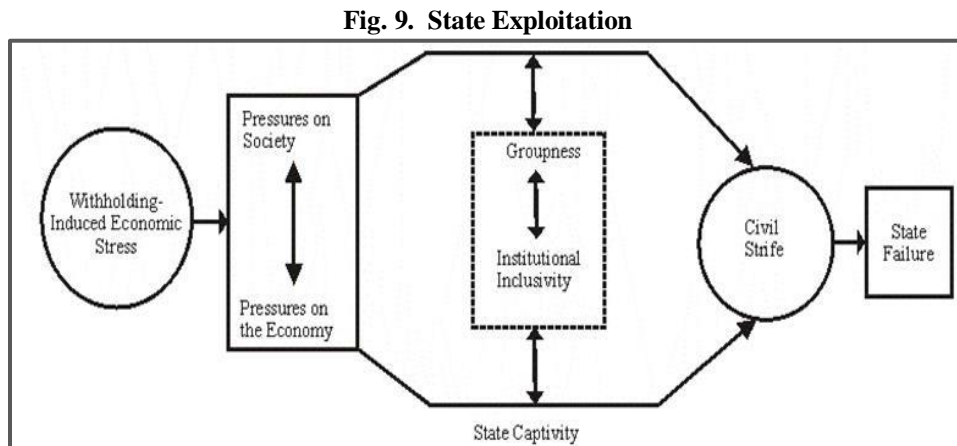 Fig. 9. State Exploitation
Withholding-
Induced Economic
Stress
Pressures on
Society
Pressures on
the Economy
Groupness
Institutional
Inclusivity
State Captivity
Civil
Strife
State
Failure